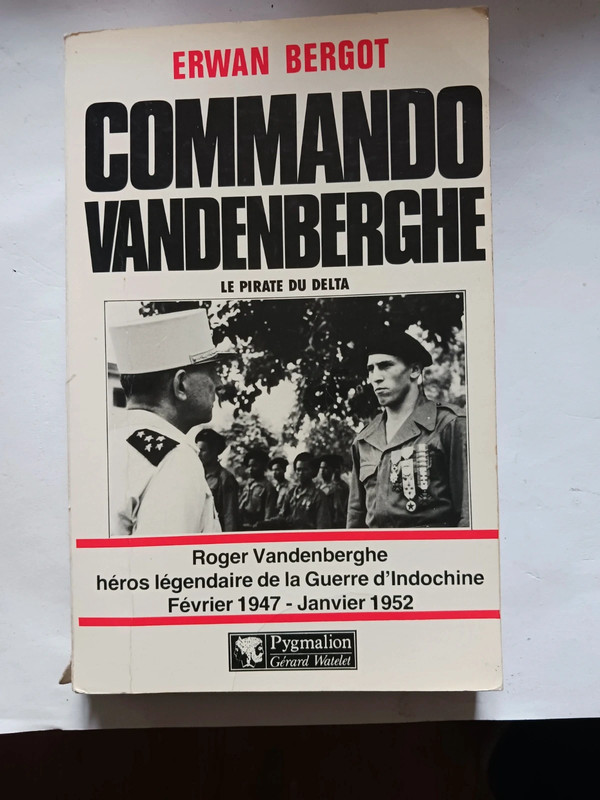 ERWAN BERGOT
COMMANDO
VANDENBERGHE
LE PIRATE DU DELTA
Roger Vandenberghe
héros légendaire de la Guerre d'Indochine
Février 1947 - Janvier 1952
Pygmalion
Gérard Watelet